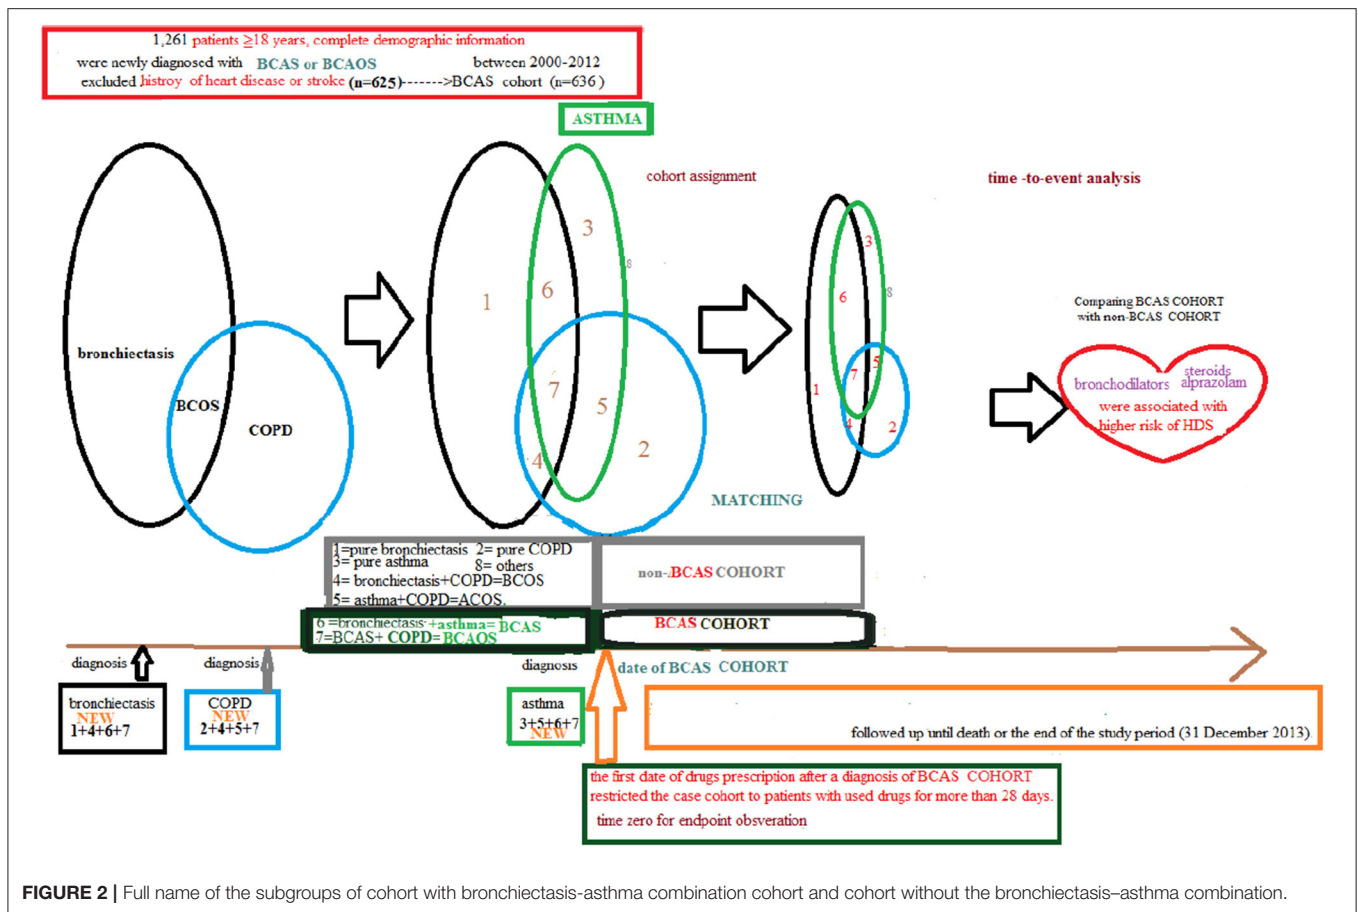 1,261 patients ≥18 years, complete demographic information
were newly diagnosed with BCAS or BCAOS between 2000-2012
excluded histroy of heart disease or stroke (n=625)------->BCAS cohort (n=636)
ASTHMA
cohort assignment
time -to-event analysis
bronchiectasis
BCOS
COPD
1
3
8
6
7
5
4
2
3
6
8
5
7
1
4
2
Comparing BCAS COHORT
with non-BCAS COHORT
steroids
bronchodilators alprazolam
were associated with
higher risk of HDS
MATCHING
1=pure bronchiectasis 2= pure COPD
3= pure asthma 8= others
4= bronchiectasis+COPD=BCOS
5= asthma+COPD=ACOS.
non-BCAS COHORT
6 =bronchiectasis +asthma= BCAS
7=BCAS+ COPD= BCAOS
BCAS COHORT
diagnosis
diagnosis
diagnosis
date of BCAS COHORT
bronchiectasis
NEW
1+4+6+7
COPD
NEW
2+4+5+7
asthma
3+5+6+7
NEW
followed up until death or the end of the study period (31 December 2013).
the first date of drugs prescription after a diagnosis of BCAS COHORT
restricted the case cohort to patients with used drugs for more than 28 days.
time zero for endpoint obsveration
FIGURE 2 | Full name of the subgroups of cohort with bronchiectasis-asthma combination cohort and cohort without the bronchiectasis–asthma combination.